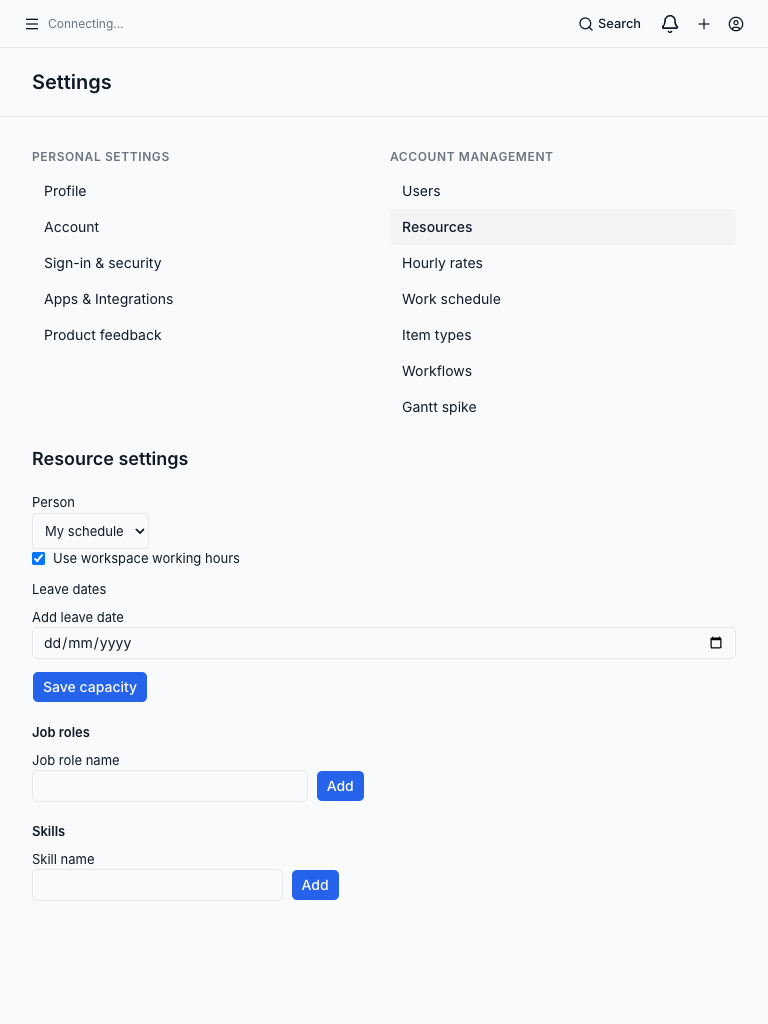 Connecting...
Search
Settings
PERSONAL SETTINGS
Profile
Account
Sign-in & security
Apps & Integrations
Product feedback
ACCOUNT MANAGEMENT
Users
Resources
Hourly rates
Work schedule
Item types
Workflows
Gantt spike
Resource settings
Person
My schedule
Use workspace working hours
Leave dates
Add leave date
dd/mm/yyyy
Save capacity
Job roles
Job role name
Add
Skills
Skill name
Add